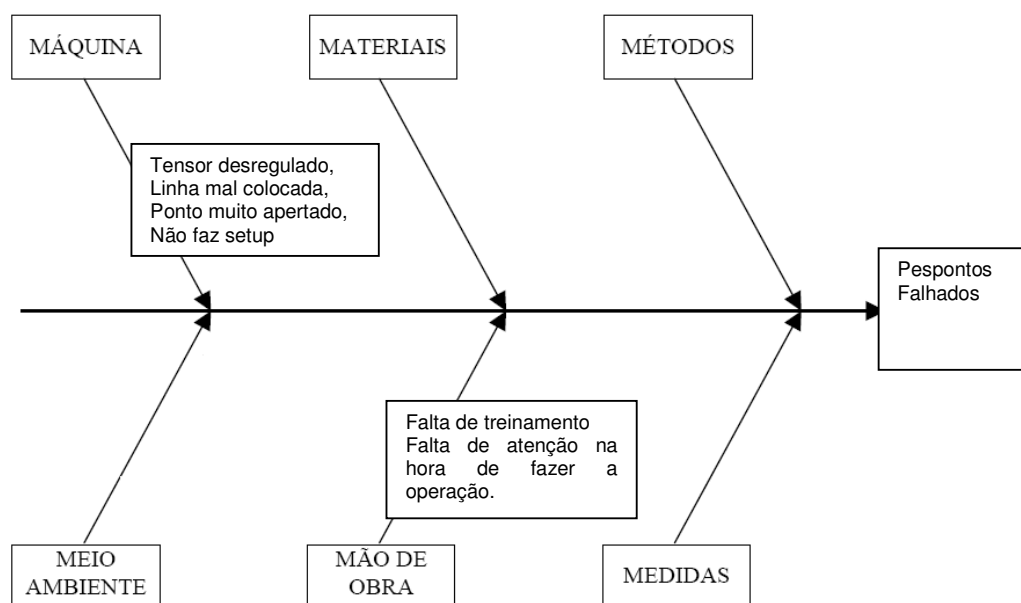 MÁQUINA
MATERIAIS
MÉTODOS
Tensor desregulado,
Linha mal colocada,
Ponto muito apertado,
Não faz setup
Pespontos
Falhados
Falta de treinamento
Falta de atenção na
hora de fazer a
operação.
MEIO
AMBIENTE
MÃO DE
OBRA
MEDIDAS